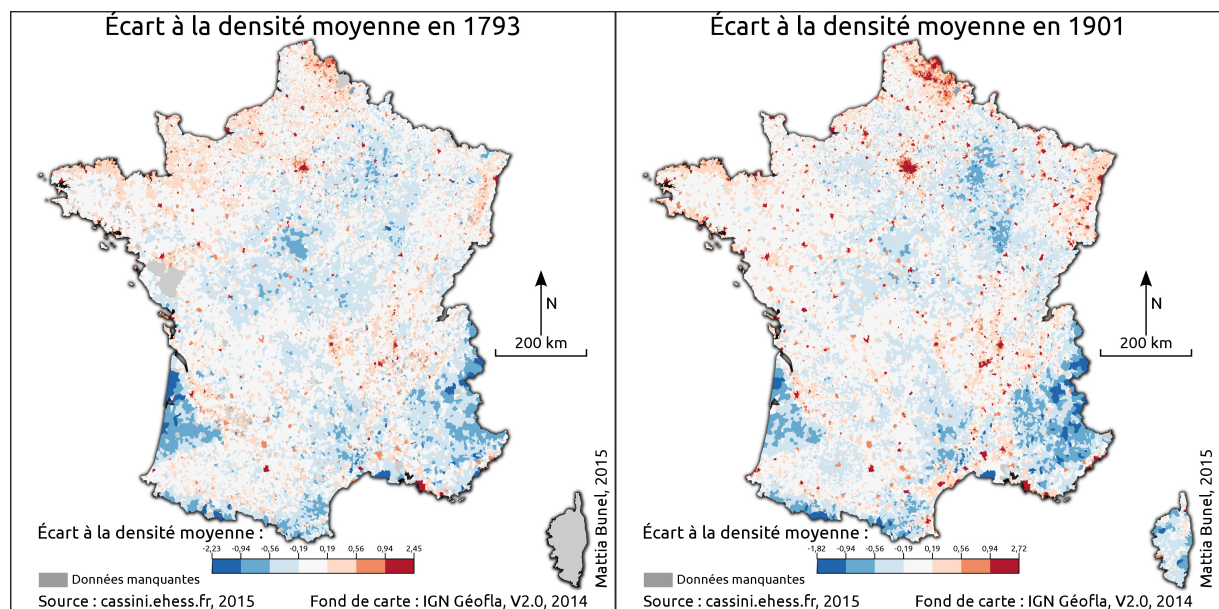 Écart à la densité moyenne en 1793
N
200 km
Mattia Bunel, 2015
Écart à la densité moyenne :
-2,23 -0,94 -0,56 -0,19 0,19 0,56 0,94 2,45
Données manquantes
Source : cassini.ehess.fr, 2015 Fond de carte : IGN Géofla, V2.0, 2014
Écart à la densité moyenne en 1901
N
200 km
Mattia Bunel, 2015
Écart à la densité moyenne :
-1,82 -0,94 -0,56 -0,19 0,19 0,56 0,94 2,72
Données manquantes
Source : cassini.ehess.fr, 2015 Fond de carte : IGN Géofla, V2.0, 2014